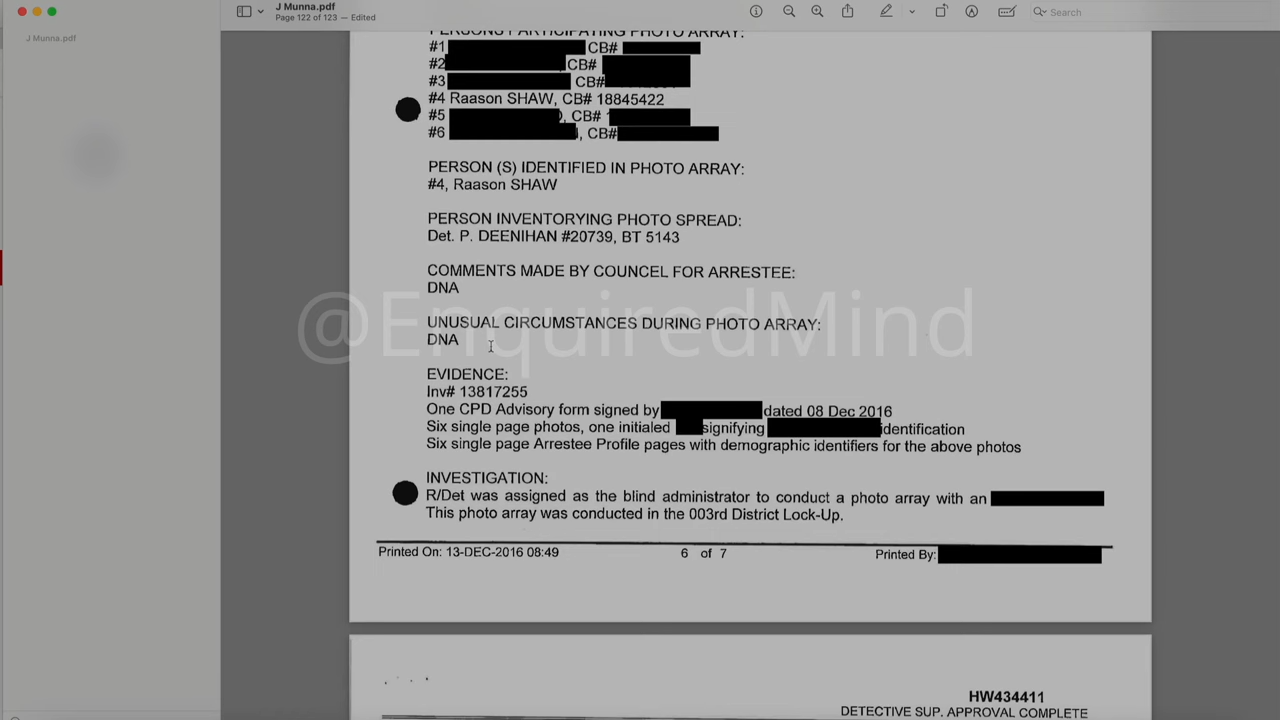 J Munna.pdf
Page 122 of 123 — Edited
Search
J Munna.pdf
PERSONS PARTICIPATING PHOTO ARRAY:
#1 CB#
#2 CB#
#3 CB#
#4 Raason SHAW, CB# 18845422
#5 , CB#
#6 , CB#
PERSON (S) IDENTIFIED IN PHOTO ARRAY:
#4, Raason SHAW
PERSON INVENTORYING PHOTO SPREAD:
Det. P. DEENIHAN #20739, BT 5143
COMMENTS MADE BY COUNCEL FOR ARRESTEE:
DNA
@EnquiredMind
UNUSUAL CIRCUMSTANCES DURING PHOTO ARRAY:
DNA
EVIDENCE:
Inv# 13817255
One CPD Advisory form signed by dated 08 Dec 2016
Six single page photos, one initialed signifying identification
Six single page Arrestee Profile pages with demographic identifiers for the above photos
INVESTIGATION:
R/Det was assigned as the blind administrator to conduct a photo array with an
This photo array was conducted in the 003rd District Lock-Up.
Printed On: 13-DEC-2016 08:49 6 of 7 Printed By:
HW434411
DETECTIVE SUP. APPROVAL COMPLETE